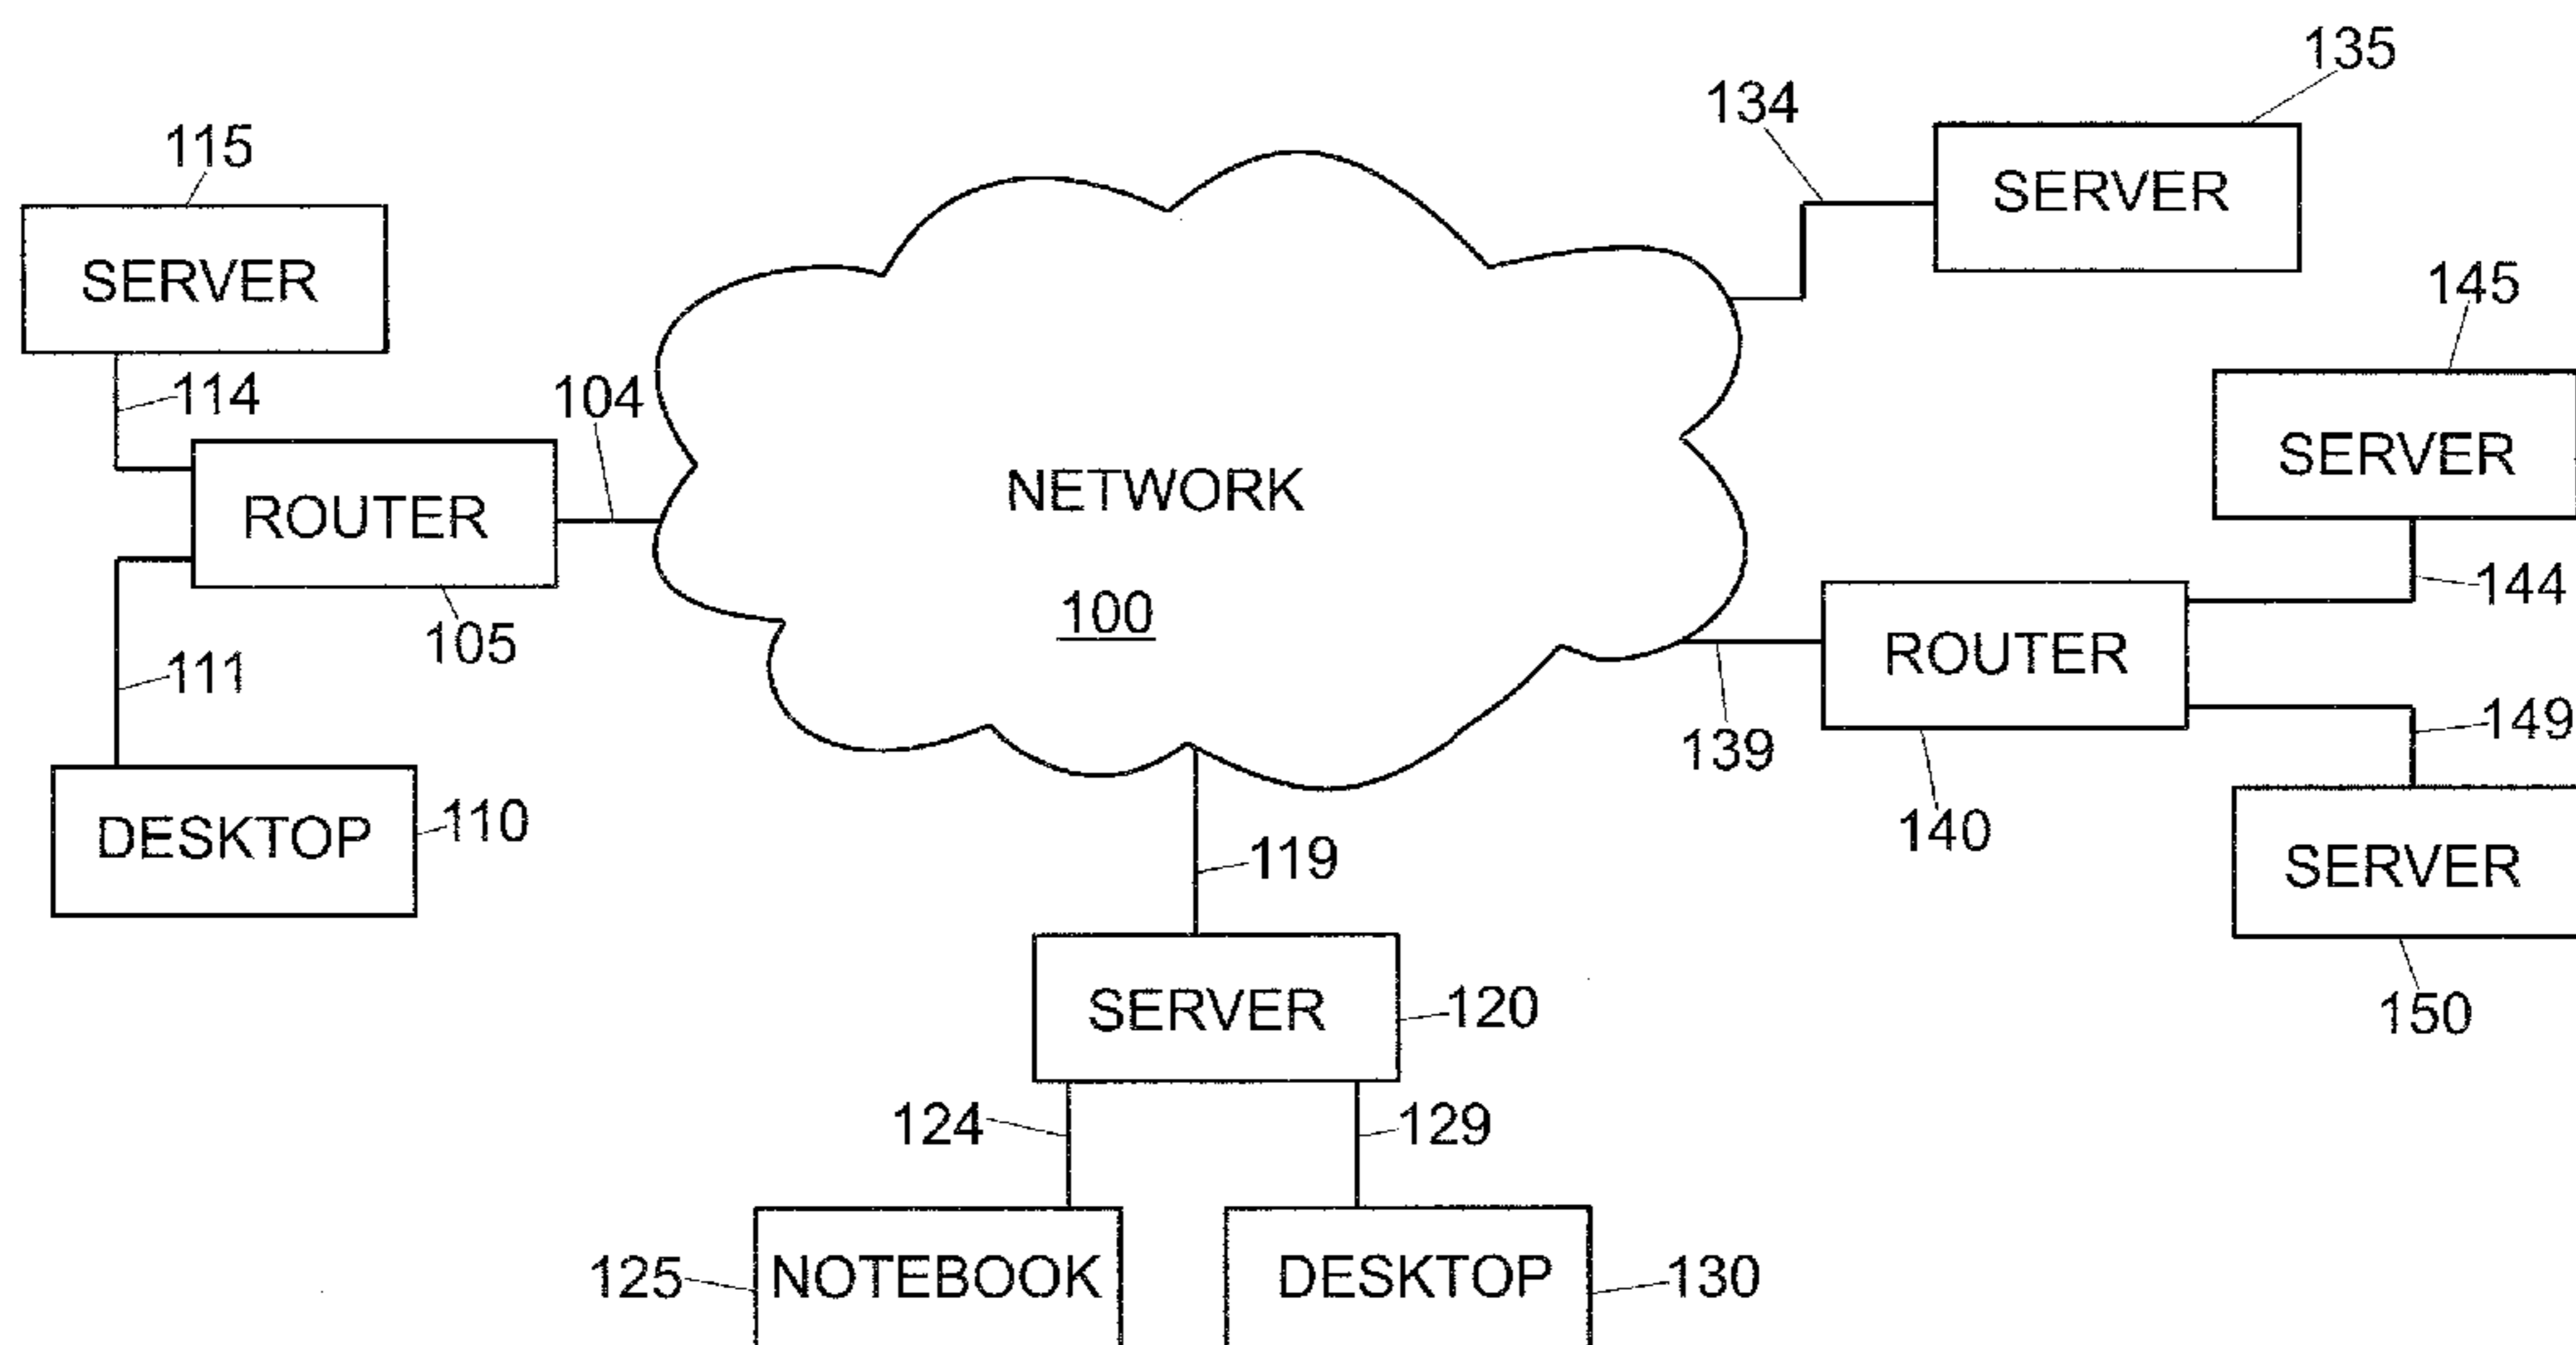 135
134
SERVER
115
SERVER
145
SERVER
114
104
ROUTER
NETWORK
100
105
111
144
ROUTER
149
139
140
DESKTOP
110
119
SERVER
150
SERVER
120
124
129
125
NOTEBOOK
DESKTOP
130